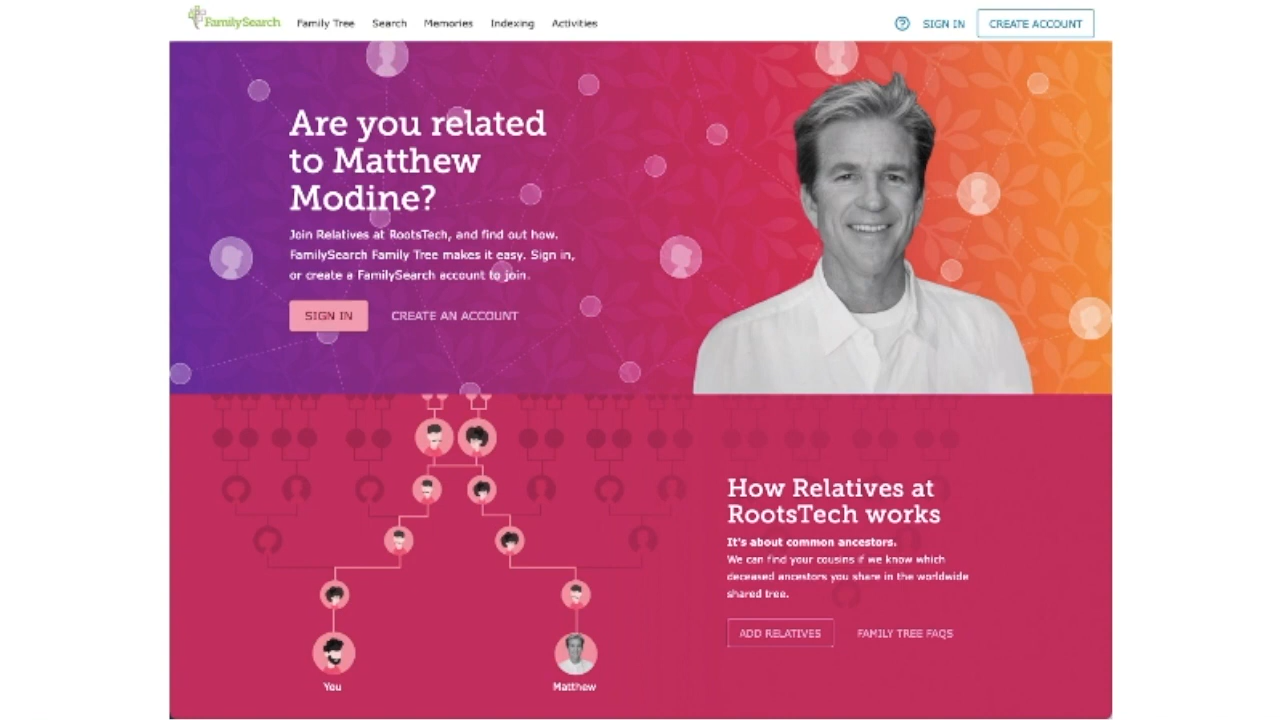 FamilySearch Family Tree Search Memories Indexing Activities ? SIGN IN CREATE ACCOUNT
Are you related
to Matthew
Modine?
Join Relatives at RootsTech, and find out how.
FamilySearch Family Tree makes it easy. Sign in,
or create a FamilySearch account to join.
SIGN IN CREATE AN ACCOUNT
How Relatives at
RootsTech works
It's about common ancestors.
We can find your cousins if we know which
deceased ancestors you share in the worldwide
shared tree.
ADD RELATIVES FAMILY TREE FAQS
You Matthew